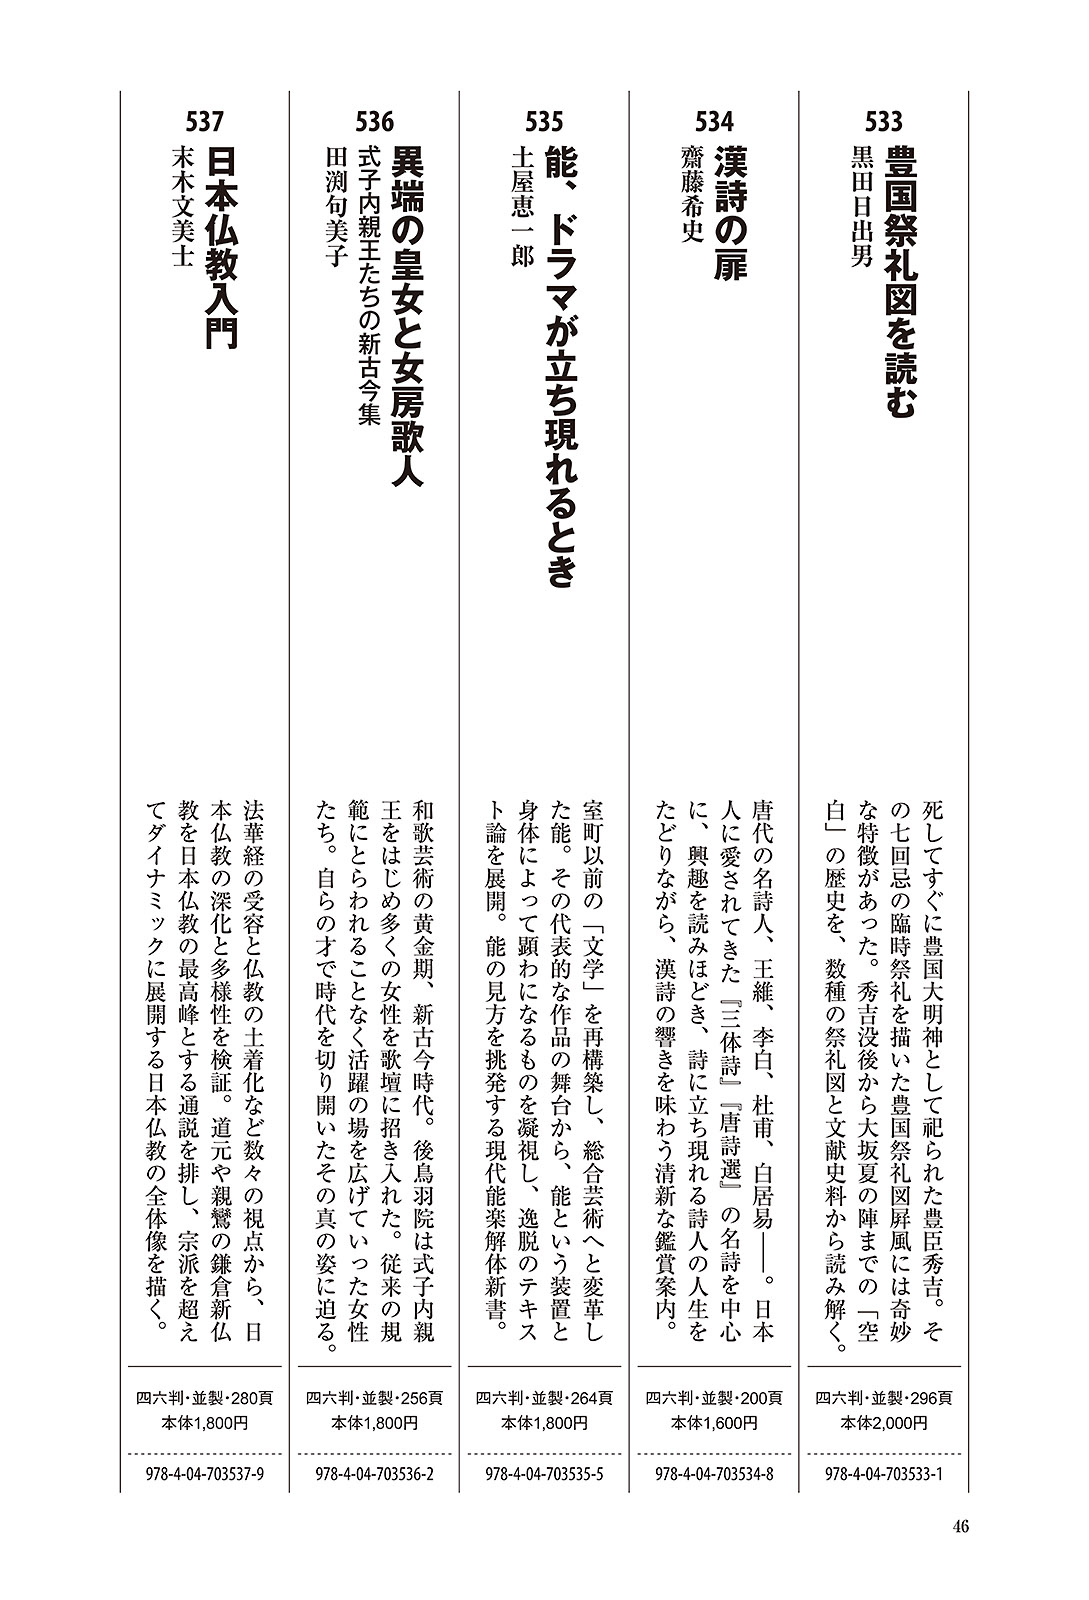 533
豊国祭礼図を読む
黒田日出男
死してすぐに豊国大明神として祀られた豊臣秀吉。そ
の七回忌の臨時祭礼を描いた豊国祭礼図屛風には奇妙
な特徴があった。秀吉没後から大坂夏の陣までの「空
白」の歴史を、数種の祭礼図と文献史料から読み解く。
四六判・並製・296頁
本体2,000円
978-4-04-703533-1
534
漢詩の扉
齋藤希史
唐代の名詩人、王維、李白、杜甫、白居易――。日本
人に愛されてきた『三体詩』『唐詩選』の名詩を中心
に、興趣を読みほどき、詩に立ち現れる詩人の人生を
たどりながら、漢詩の響きを味わう清新な鑑賞案内。
四六判・並製・200頁
本体1,600円
978-4-04-703534-8
535
能、ドラマが立ち現れるとき
土屋恵一郎
室町以前の「文学」を再構築し、総合芸術へと変革し
た能。その代表的な作品の舞台から、能という装置と
身体によって顕わになるものを凝視し、逸脱のテキス
ト論を展開。能の見方を挑発する現代能楽解体新書。
四六判・並製・264頁
本体1,800円
978-4-04-703535-5
536
異端の皇女と女房歌人
式子内親王たちの新古今集
田渕句美子
和歌芸術の黄金期、新古今時代。後鳥羽院は式子内親
王をはじめ多くの女性を歌壇に招き入れた。従来の規
範にとらわれることなく活躍の場を広げていった女性
たち。自らの才で時代を切り開いたその真の姿に迫る。
四六判・並製・256頁
本体1,800円
978-4-04-703536-2
537
日本仏教入門
末木文美士
法華経の受容と仏教の土着化など数々の視点から、日
本仏教の深化と多様性を検証。道元や親鸞の鎌倉新仏
教を日本仏教の最高峰とする通説を排し、宗派を超え
てダイナミックに展開する日本仏教の全体像を描く。
四六判・並製・280頁
本体1,800円
978-4-04-703537-9
46